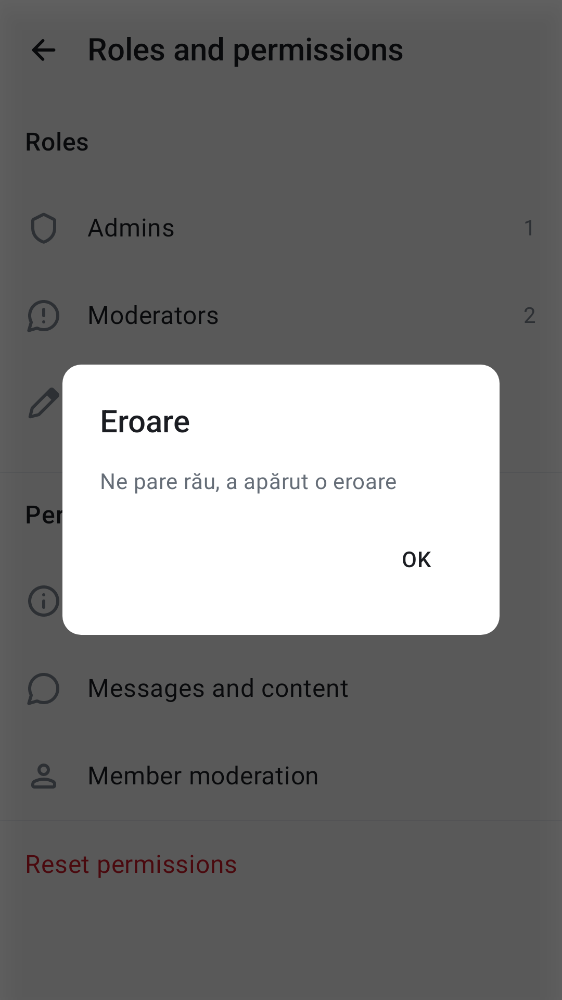 Roles and permissions
Roles
Admins 1
Moderators 2
Eroare
Ne pare rău, a apărut o eroare
Per
OK
Messages and content
Member moderation
Reset permissions